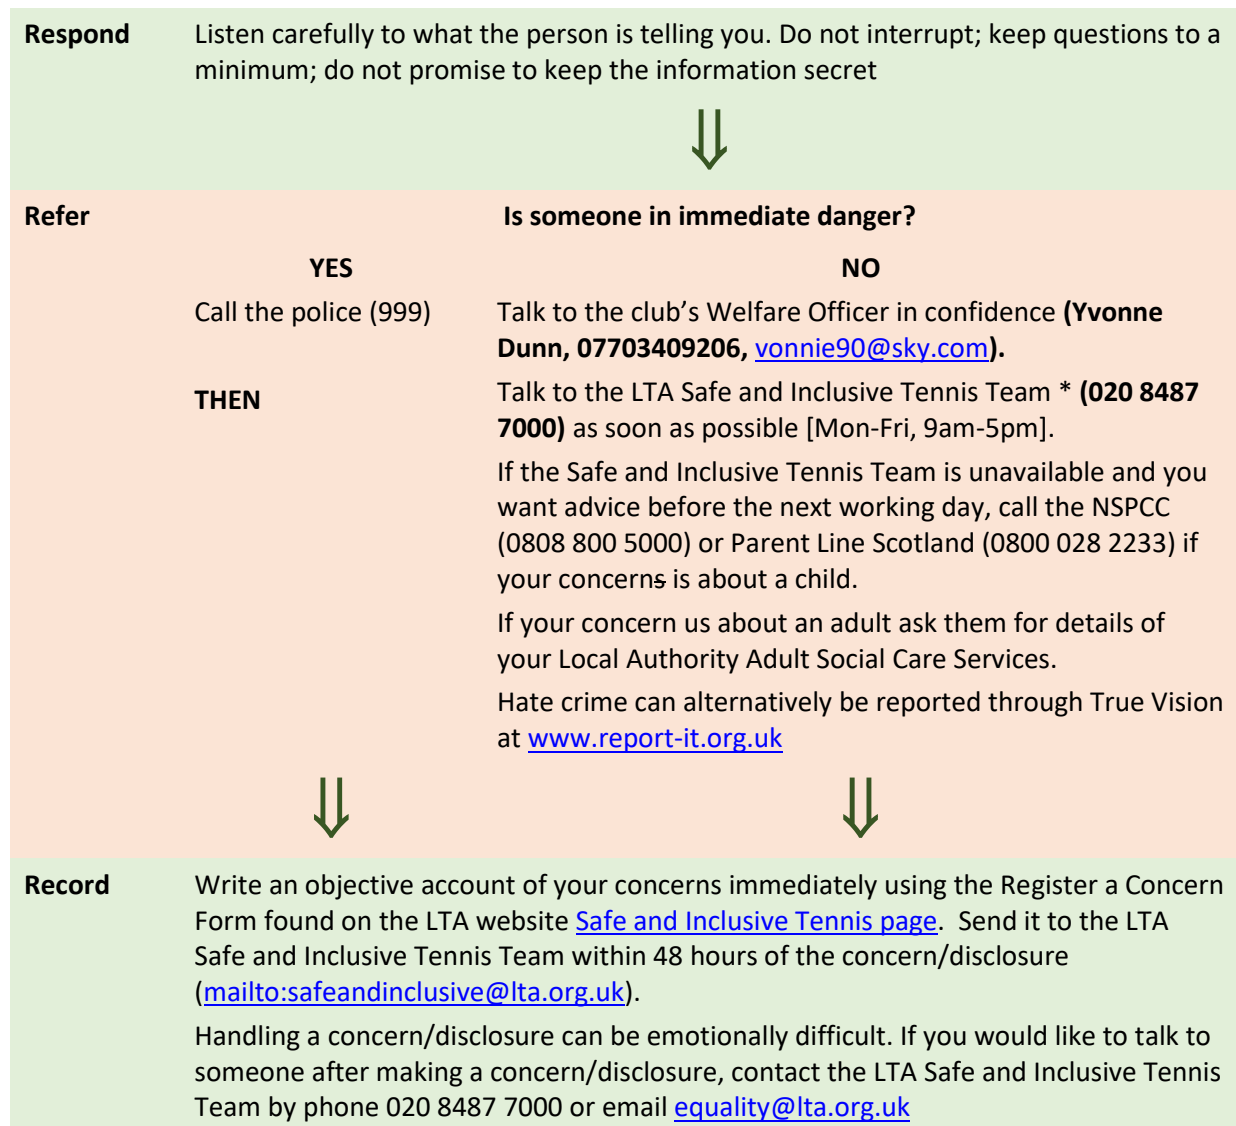 Respond
Listen carefully to what the person is telling you. Do not interrupt; keep questions to a
minimum; do not promise to keep the information secret
Refer
Is someone in immediate danger?
YES
Call the police (999)
THEN
NO
Talk to the club’s Welfare Officer in confidence (Yvonne
Dunn, 07703409206, vonnie90@sky.com).
Talk to the LTA Safe and Inclusive Tennis Team * (020 8487
7000) as soon as possible [Mon-Fri, 9am-5pm].
If the Safe and Inclusive Tennis Team is unavailable and you
want advice before the next working day, call the NSPCC
(0808 800 5000) or Parent Line Scotland (0800 028 2233) if
your concerns is about a child.
If your concern us about an adult ask them for details of
your Local Authority Adult Social Care Services.
Hate crime can alternatively be reported through True Vision
at www.report-it.org.uk
Record
Write an objective account of your concerns immediately using the Register a Concern
Form found on the LTA website Safe and Inclusive Tennis page.  Send it to the LTA
Safe and Inclusive Tennis Team within 48 hours of the concern/disclosure
(mailto:safeandinclusive@lta.org.uk).
Handling a concern/disclosure can be emotionally difficult. If you would like to talk to
someone after making a concern/disclosure, contact the LTA Safe and Inclusive Tennis
Team by phone 020 8487 7000 or email equality@lta.org.uk